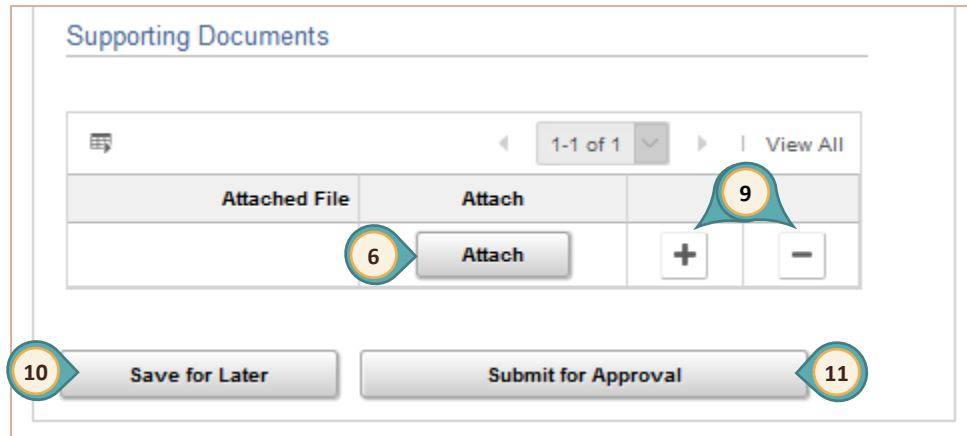 Supporting Documents
1-1 of 1 | View All
Attached File Attach 9
6 Attach + −
10 Save for Later Submit for Approval 11